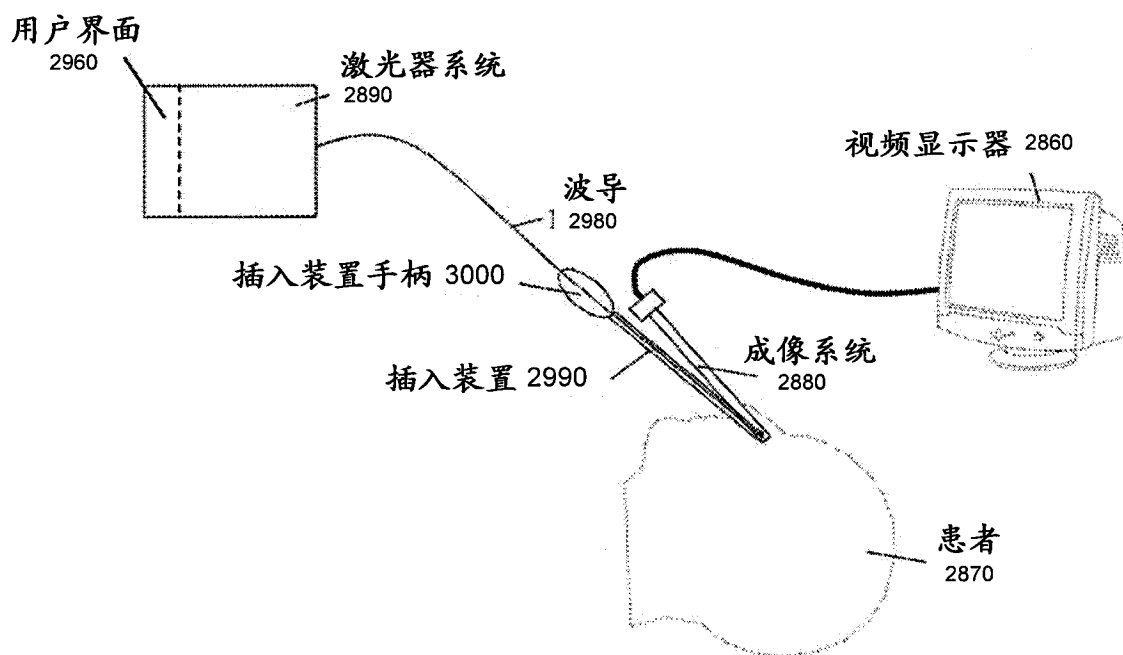 用户界面
2960
激光器系统
2890
视频显示器 2860
波导
2980
插入装置手柄 3000
成像系统
2880
插入装置 2990
患者
2870